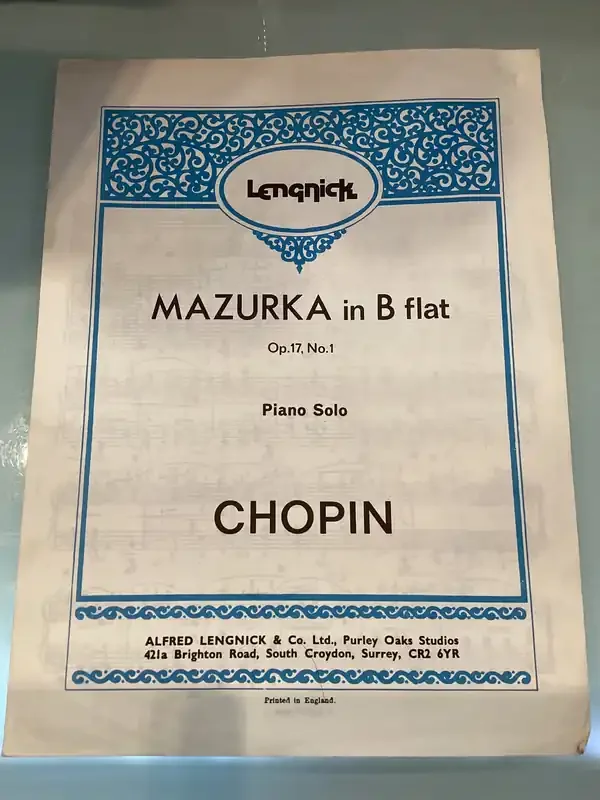 Lengnick
MAZURKA in B flat
Op.17, No.1
Piano Solo
CHOPIN
ALFRED LENGNICK & Co. Ltd., Purley Oaks Studios
421a Brighton Road, South Croydon, Surrey, CR2 6YR
Printed in England.